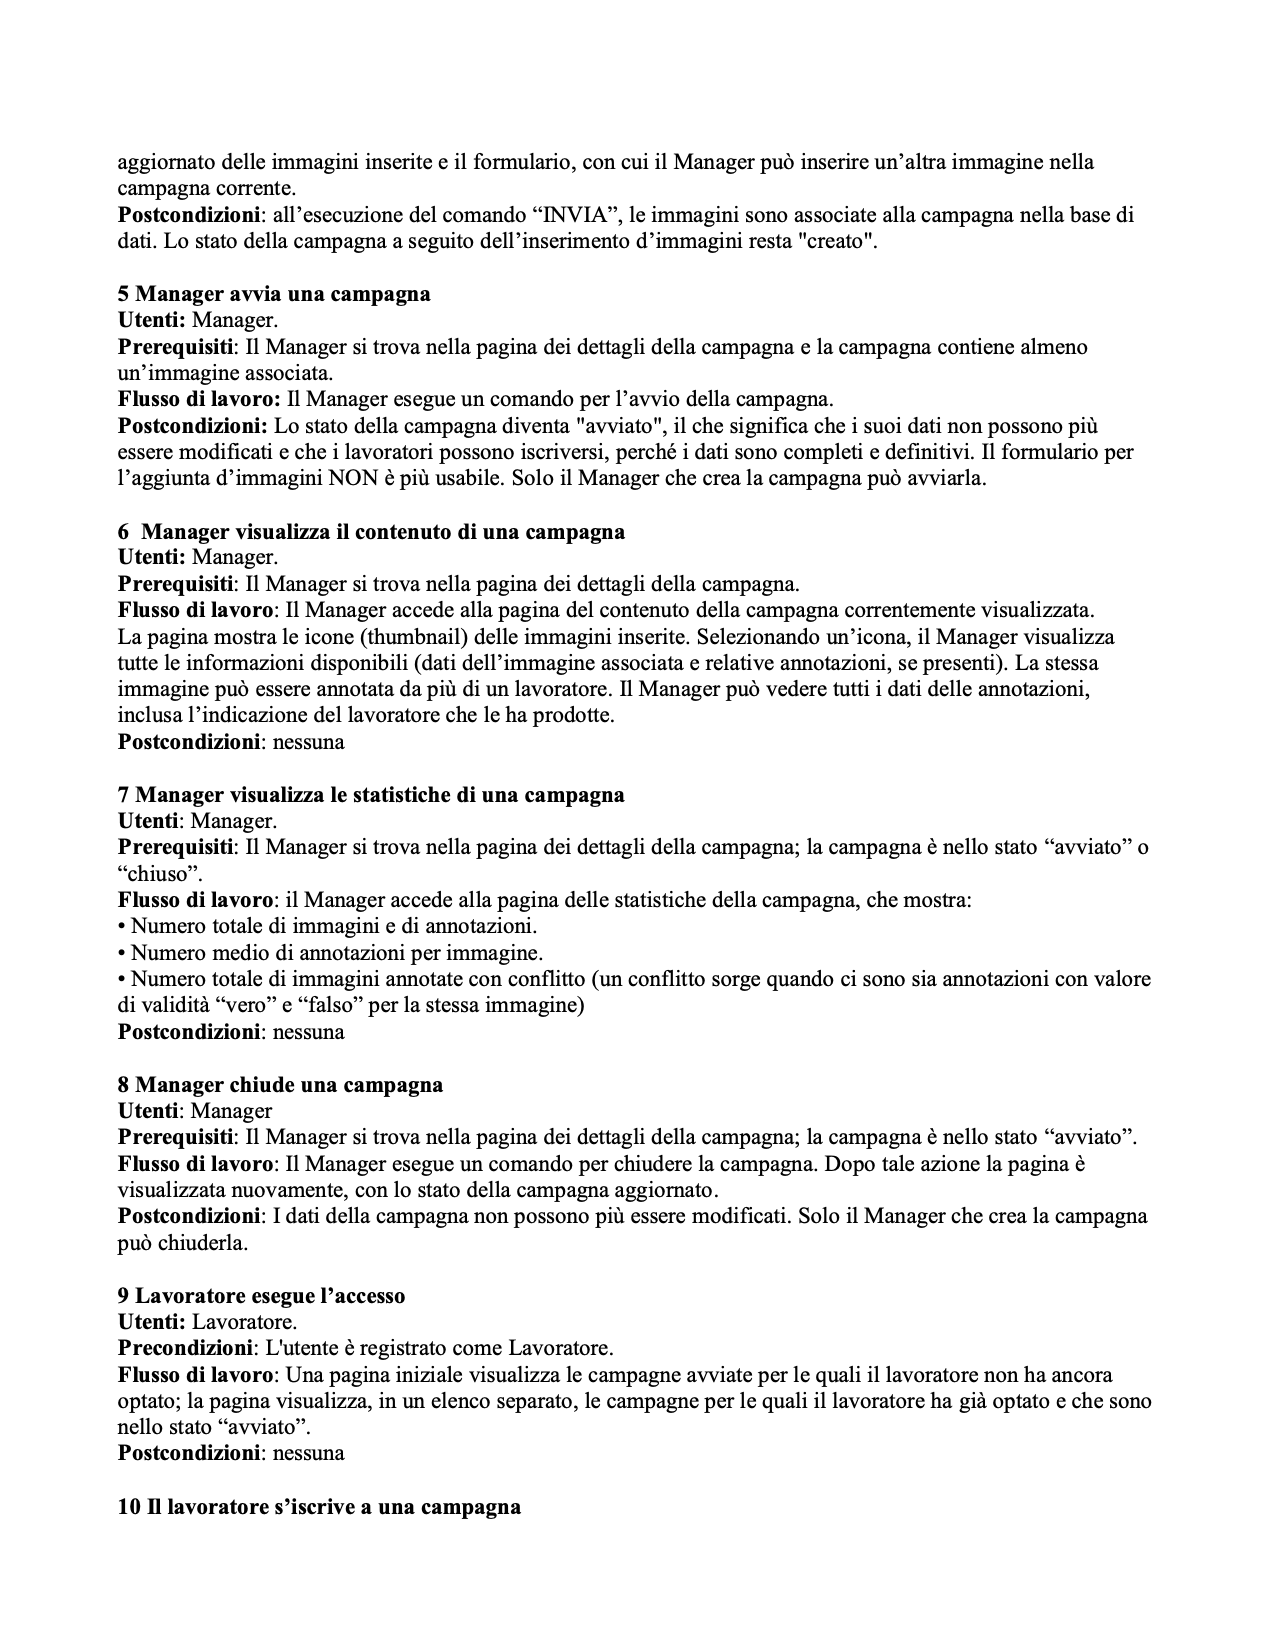 aggiornato delle immagini inserite e il formulario, con cui il Manager può inserire un’altra immagine nella
campagna corrente.
Postcondizioni: all’esecuzione del comando “INVIA”, le immagini sono associate alla campagna nella base di
dati. Lo stato della campagna a seguito dell’inserimento d’immagini resta "creato".
5 Manager avvia una campagna
Utenti: Manager.
Prerequisiti: Il Manager si trova nella pagina dei dettagli della campagna e la campagna contiene almeno
un’immagine associata.
Flusso di lavoro: Il Manager esegue un comando per l’avvio della campagna.
Postcondizioni: Lo stato della campagna diventa "avviato", il che significa che i suoi dati non possono più
essere modificati e che i lavoratori possono iscriversi, perché i dati sono completi e definitivi. Il formulario per
l’aggiunta d’immagini NON è più usabile. Solo il Manager che crea la campagna può avviarla.
6  Manager visualizza il contenuto di una campagna
Utenti: Manager.
Prerequisiti: Il Manager si trova nella pagina dei dettagli della campagna.
Flusso di lavoro: Il Manager accede alla pagina del contenuto della campagna correntemente visualizzata.
La pagina mostra le icone (thumbnail) delle immagini inserite. Selezionando un’icona, il Manager visualizza
tutte le informazioni disponibili (dati dell’immagine associata e relative annotazioni, se presenti). La stessa
immagine può essere annotata da più di un lavoratore. Il Manager può vedere tutti i dati delle annotazioni,
inclusa l’indicazione del lavoratore che le ha prodotte.
Postcondizioni: nessuna
7 Manager visualizza le statistiche di una campagna
Utenti: Manager.
Prerequisiti: Il Manager si trova nella pagina dei dettagli della campagna; la campagna è nello stato “avviato” o
“chiuso”.
Flusso di lavoro: il Manager accede alla pagina delle statistiche della campagna, che mostra:
• Numero totale di immagini e di annotazioni.
• Numero medio di annotazioni per immagine.
• Numero totale di immagini annotate con conflitto (un conflitto sorge quando ci sono sia annotazioni con valore
di validità “vero” e “falso” per la stessa immagine)
Postcondizioni: nessuna
8 Manager chiude una campagna
Utenti: Manager
Prerequisiti: Il Manager si trova nella pagina dei dettagli della campagna; la campagna è nello stato “avviato”.
Flusso di lavoro: Il Manager esegue un comando per chiudere la campagna. Dopo tale azione la pagina è
visualizzata nuovamente, con lo stato della campagna aggiornato.
Postcondizioni: I dati della campagna non possono più essere modificati. Solo il Manager che crea la campagna
può chiuderla.
9 Lavoratore esegue l’accesso
Utenti: Lavoratore.
Precondizioni: L'utente è registrato come Lavoratore.
Flusso di lavoro: Una pagina iniziale visualizza le campagne avviate per le quali il lavoratore non ha ancora
optato; la pagina visualizza, in un elenco separato, le campagne per le quali il lavoratore ha già optato e che sono
nello stato “avviato”.
Postcondizioni: nessuna
10 Il lavoratore s’iscrive a una campagna